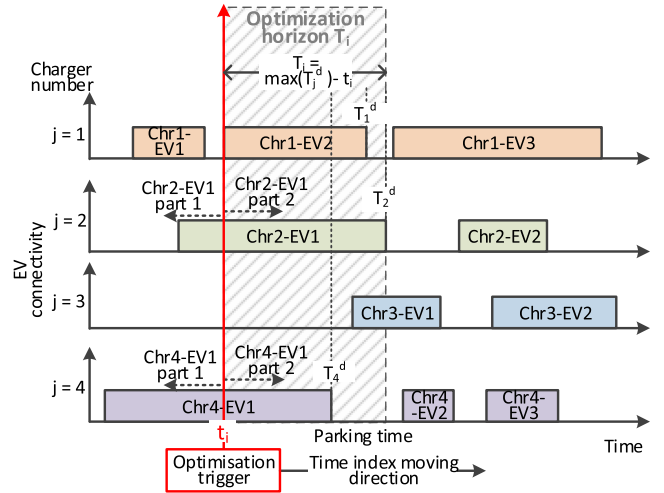 Optimization
horizon Tᵢ
Tᵢ =
max(Tⱼᵈ)- tᵢ
Charger
number
T₁ᵈ
j = 1
Chr1-
EV1
Chr1-EV2
Chr1-EV3
Chr2-EV1
part 1
Chr2-EV1
part 2
T₂ᵈ
j = 2
Chr2-EV1
Chr2-EV2
EV
connectivity
j = 3
Chr3-EV1
Chr3-EV2
Chr4-EV1
part 1
Chr4-EV1
part 2
T₄ᵈ
j = 4
Chr4-EV1
Chr4
-EV2
Chr4-
EV3
tᵢ
Parking time
Time
Optimisation
trigger
Time index moving
direction